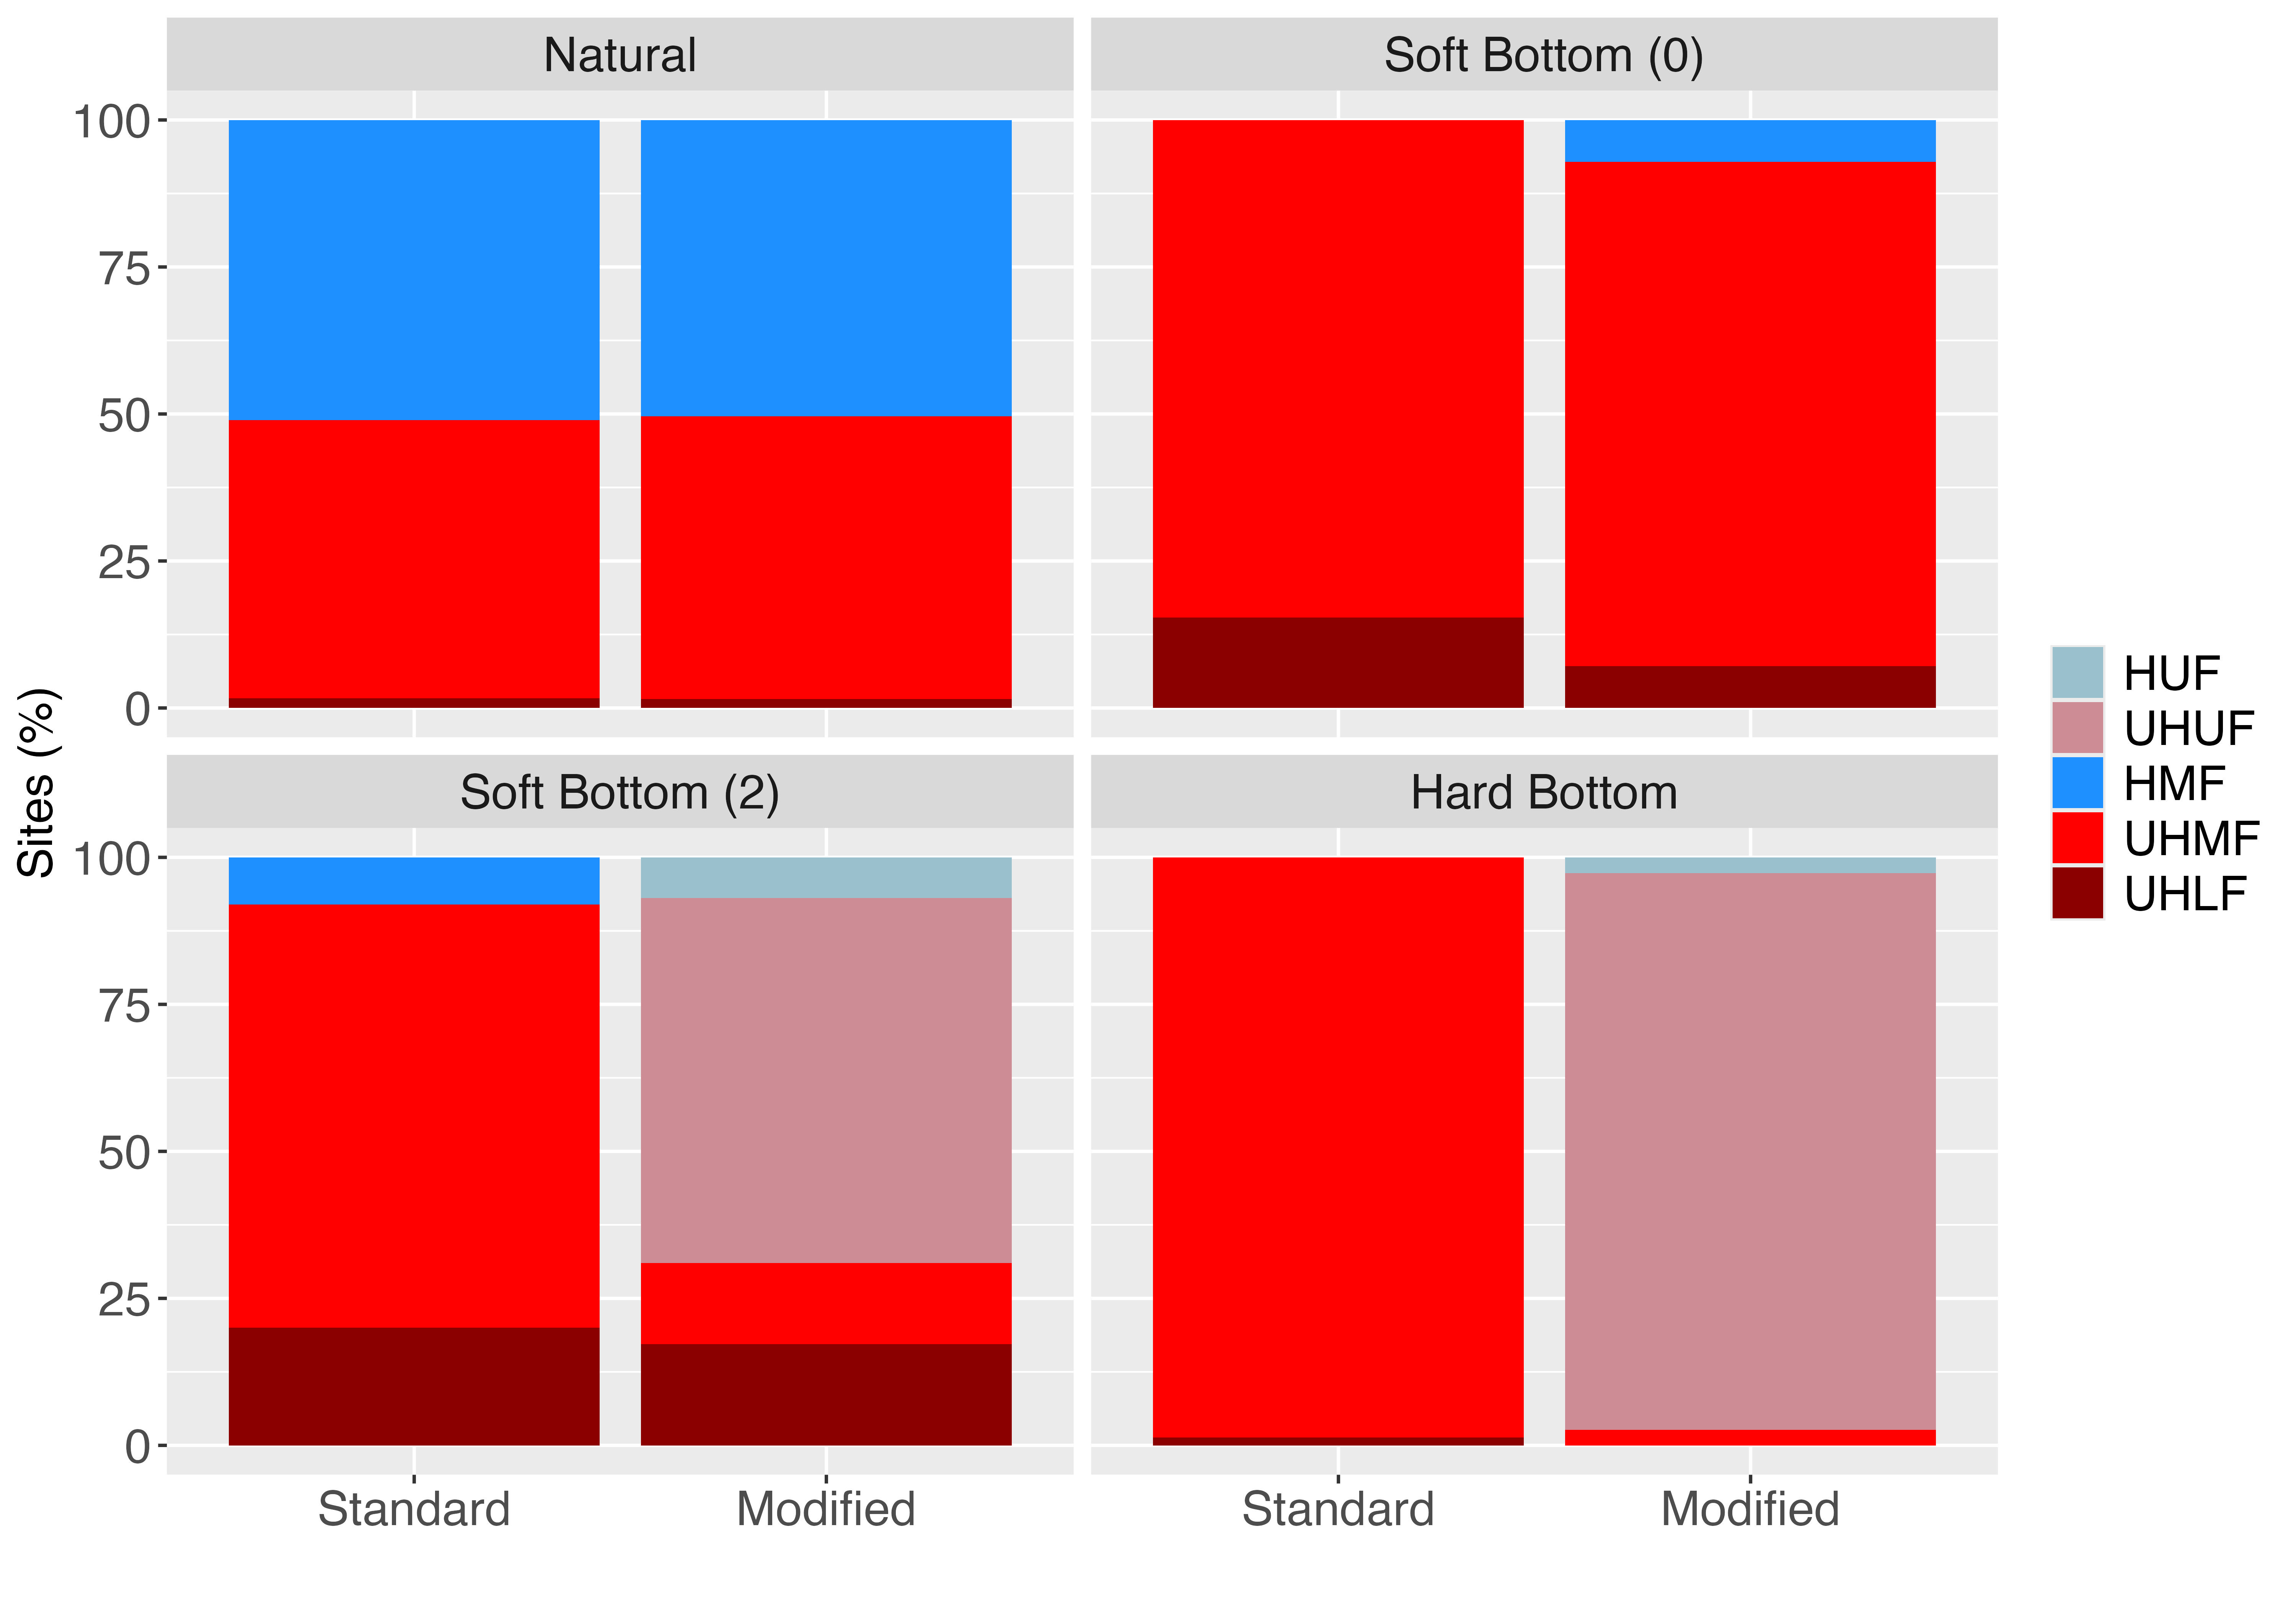 Natural
Soft Bottom (0)
100
75
50
25
0
Sites (%)
Soft Bottom (2)
Hard Bottom
100
75
50
25
0
Standard
Modified
Standard
Modified
HUF
UHUF
HMF
UHMF
UHLF